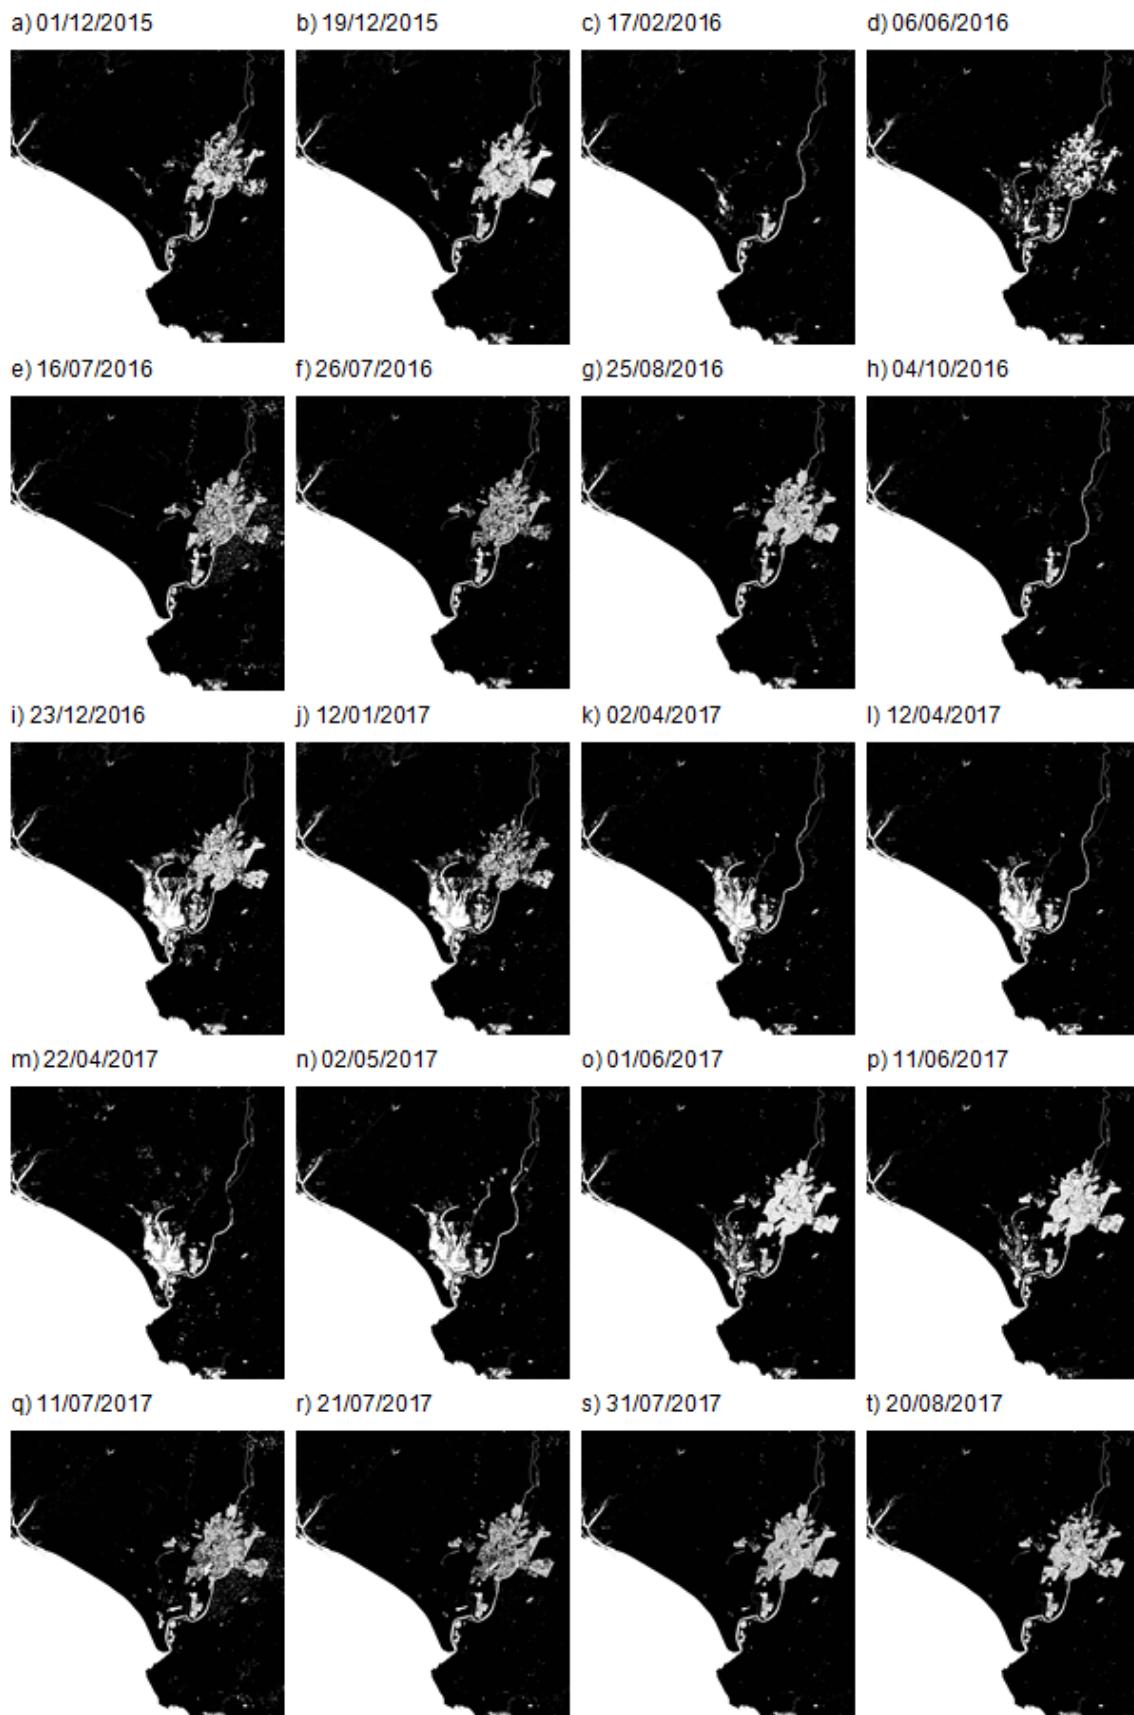 a) 01/12/2015
b) 19/12/2015
c) 17/02/2016
d) 06/06/2016
e) 16/07/2016
f) 26/07/2016
g) 25/08/2016
h) 04/10/2016
i) 23/12/2016
j) 12/01/2017
k) 02/04/2017
l) 12/04/2017
m) 22/04/2017
n) 02/05/2017
o) 01/06/2017
p) 11/06/2017
q) 11/07/2017
r) 21/07/2017
s) 31/07/2017
t) 20/08/2017